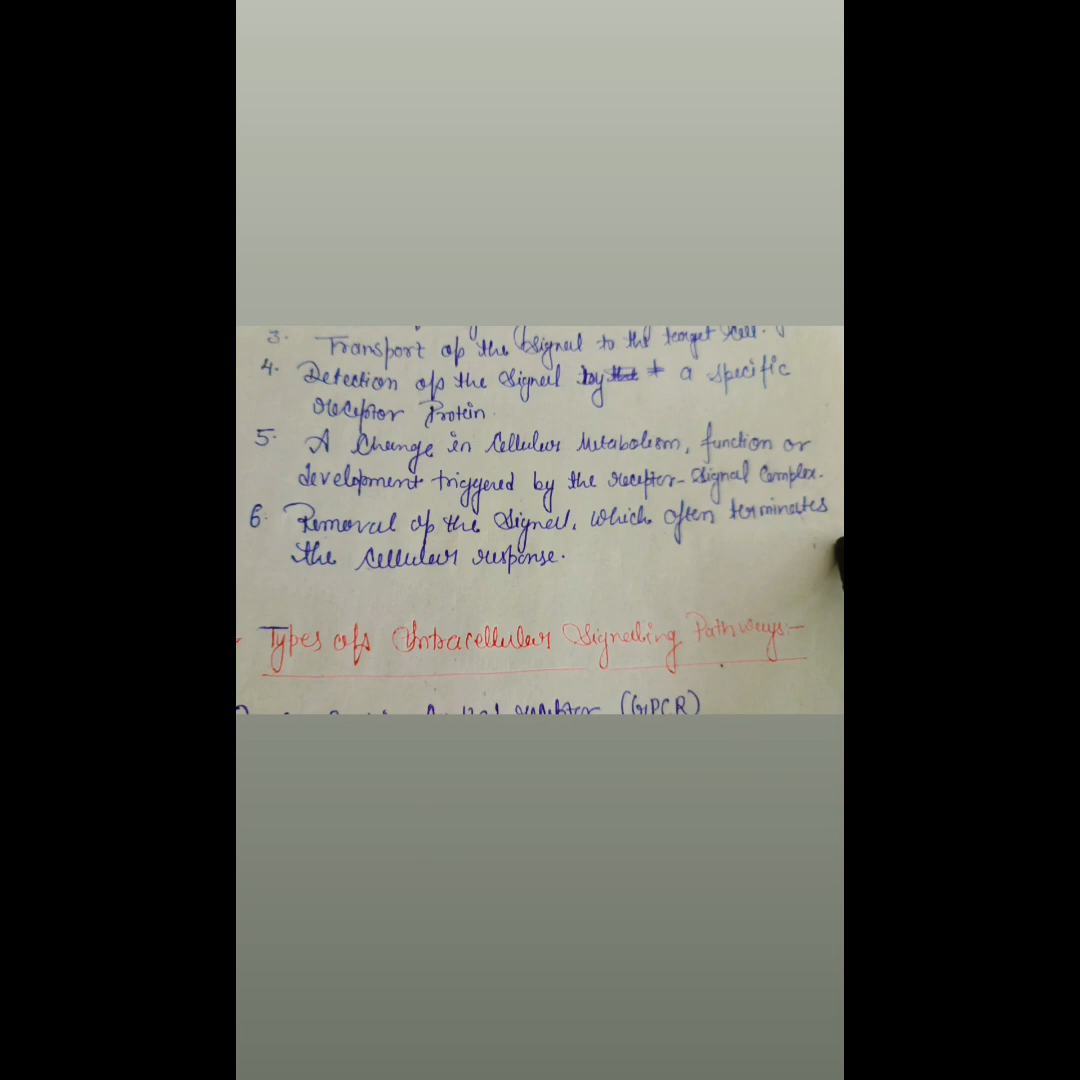 3. Transport of the signal to the target cell.
4. Detection of the signal by a specific
receptor Protein.
5. A Change in Cellular Metabolism, function or
development triggered by the receptor-signal Complex.
6. Removal of the signal, which often terminates
the cellular response.
Types of Intracellular Signaling Pathways:-
receptor (GPCR)